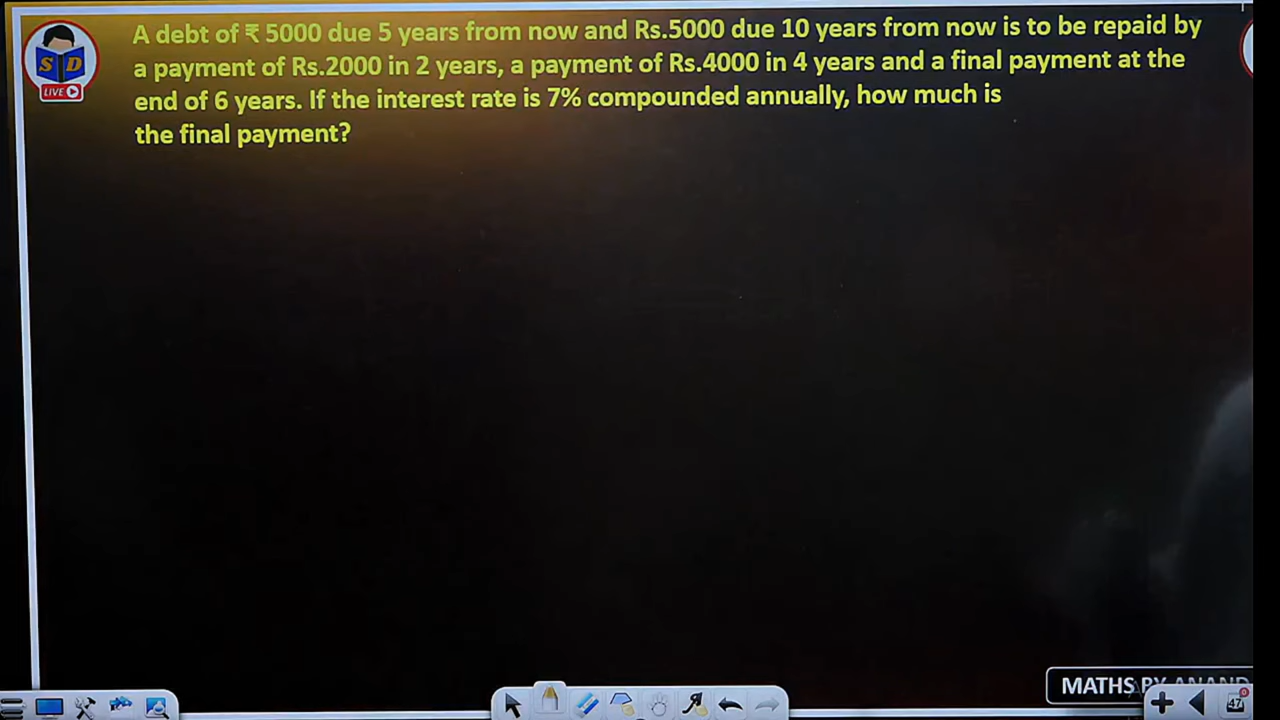 A debt of ₹ 5000 due 5 years from now and Rs.5000 due 10 years from now is to be repaid by
a payment of Rs.2000 in 2 years, a payment of Rs.4000 in 4 years and a final payment at the
end of 6 years. If the interest rate is 7% compounded annually, how much is
the final payment?
S D
LIVE
MATHS BY ANAND
47